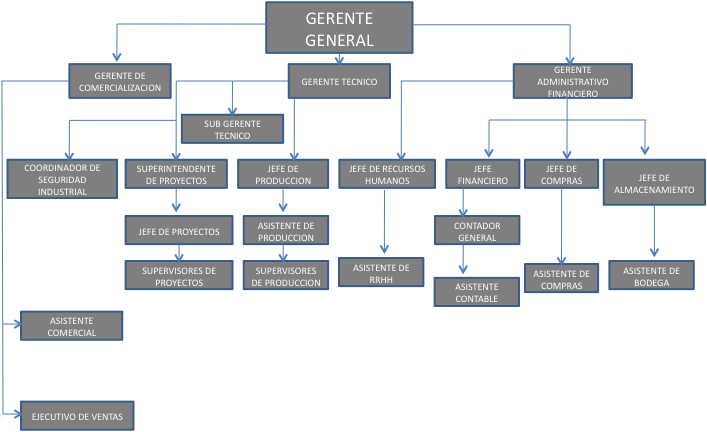 GERENTE
GENERAL
GERENTE DE
COMERCIALIZACION
GERENTE TECNICO
GERENTE
ADMINISTRATIVO
FINANCIERO
SUB GERENTE
TECNICO
COORDINADOR DE
SEGURIDAD
INDUSTRIAL
SUPERINTENDENTE
DE PROYECTOS
JEFE DE
PRODUCCION
JEFE DE RECURSOS
HUMANOS
JEFE
FINANCIERO
JEFE DE
COMPRAS
JEFE DE
ALMACENAMIENTO
JEFE DE PROYECTOS
ASISTENTE DE
PRODUCCION
CONTADOR
GENERAL
SUPERVISORES DE
PROYECTOS
SUPERVISORES
DE PRODUCCION
ASISTENTE DE
RRHH
ASISTENTE
CONTABLE
ASISTENTE DE
COMPRAS
ASISTENTE DE
BODEGA
ASISTENTE
COMERCIAL
EJECUTIVO DE VENTAS